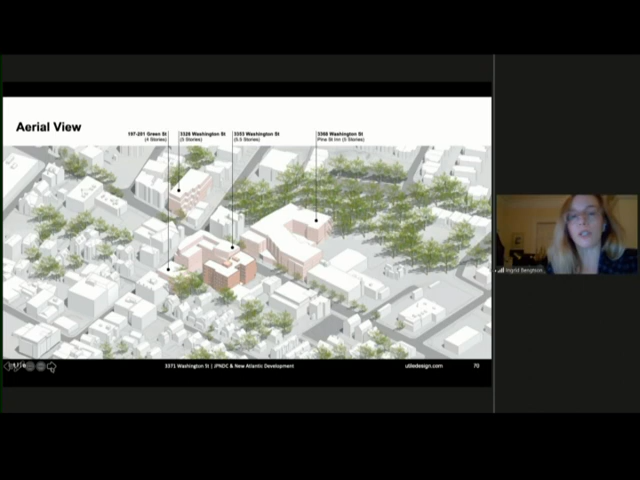 Aerial View
197-201 Green St
(4 Stories)
3326 Washington St
(5 Stories)
3353 Washington St
(5.5 Stories)
3368 Washington St
Pine St Inn (5 Stories)
3371 Washington St | JPNDC & New Atlantic Development
utiledesign.com
70
Ingrid Bengtson